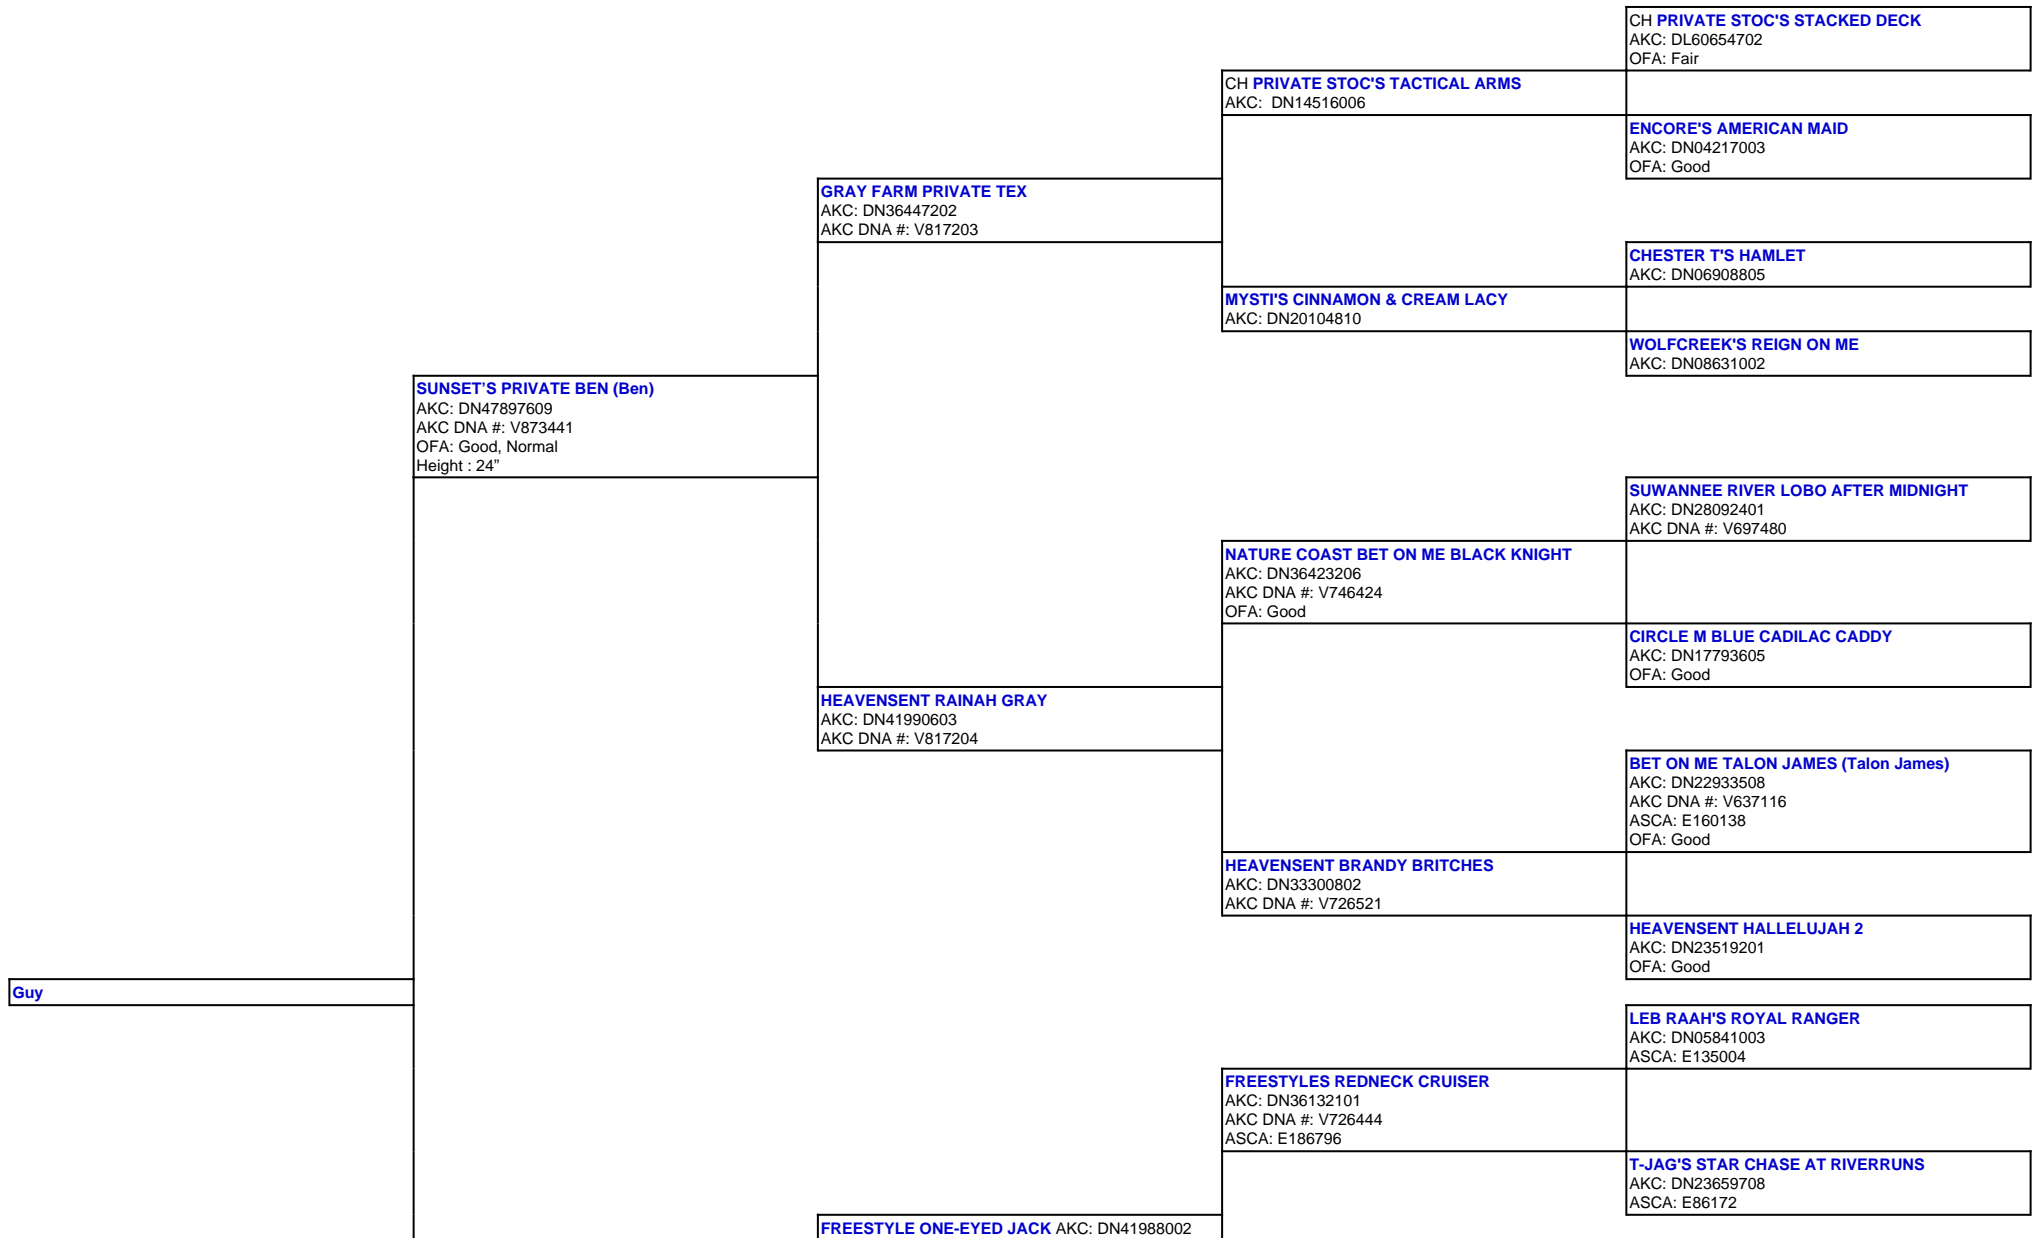 CH PRIVATE STOC'S STACKED DECK
AKC: DL60654702
OFA: Fair
CH PRIVATE STOC'S TACTICAL ARMS
AKC:  DN14516006
ENCORE'S AMERICAN MAID
AKC: DN04217003
OFA: Good
GRAY FARM PRIVATE TEX
AKC: DN36447202
AKC DNA #: V817203
CHESTER T'S HAMLET
AKC: DN06908805
MYSTI'S CINNAMON & CREAM LACY
AKC: DN20104810
WOLFCREEK'S REIGN ON ME
AKC: DN08631002
SUNSET’S PRIVATE BEN (Ben)
AKC: DN47897609
AKC DNA #: V873441
OFA: Good, Normal
Height : 24”
SUWANNEE RIVER LOBO AFTER MIDNIGHT
AKC: DN28092401
AKC DNA #: V697480
NATURE COAST BET ON ME BLACK KNIGHT
AKC: DN36423206
AKC DNA #: V746424
OFA: Good
CIRCLE M BLUE CADILAC CADDY
AKC: DN17793605
OFA: Good
HEAVENSENT RAINAH GRAY
AKC: DN41990603
AKC DNA #: V817204
BET ON ME TALON JAMES (Talon James)
AKC: DN22933508
AKC DNA #: V637116
ASCA: E160138
OFA: Good
HEAVENSENT BRANDY BRITCHES
AKC: DN33300802
AKC DNA #: V726521
HEAVENSENT HALLELUJAH 2
AKC: DN23519201
OFA: Good
Guy
LEB RAAH'S ROYAL RANGER
AKC: DN05841003
ASCA: E135004
FREESTYLES REDNECK CRUISER
AKC: DN36132101
AKC DNA #: V726444
ASCA: E186796
T-JAG'S STAR CHASE AT RIVERRUNS
AKC: DN23659708
ASCA: E86172
FREESTYLE ONE-EYED JACK AKC: DN41988002